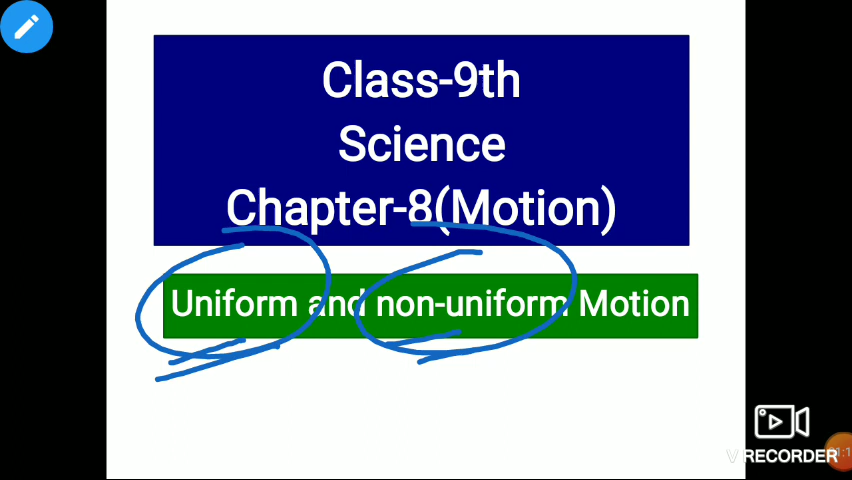 Class-9th
Science
Chapter-8(Motion)
Uniform and non-uniform Motion
V RECORDER